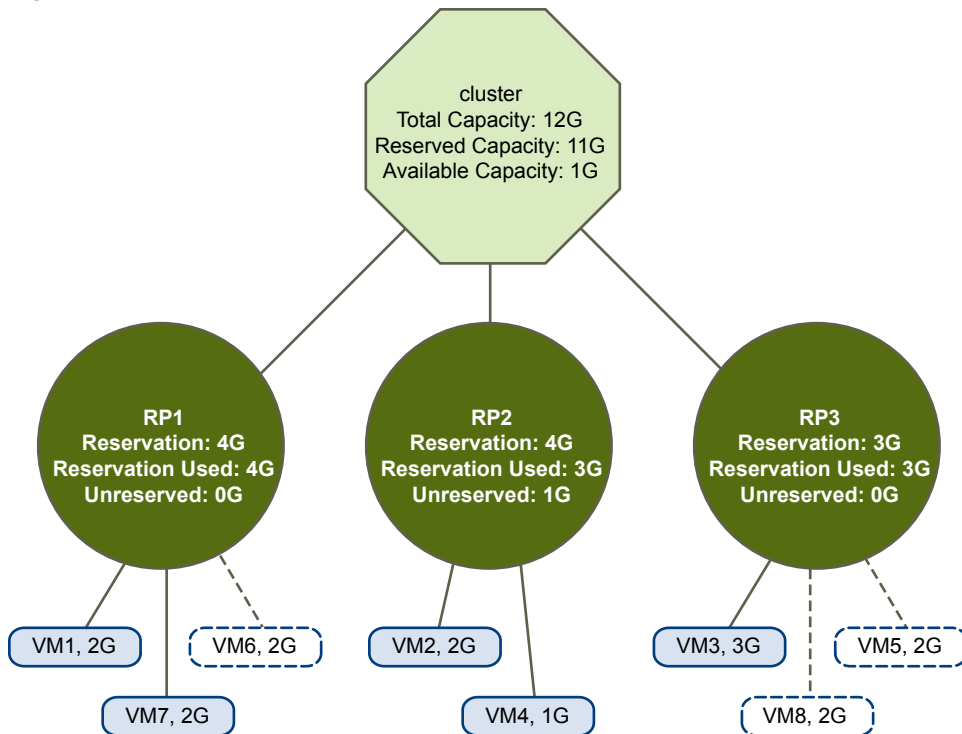 cluster
Total Capacity: 12G
Reserved Capacity: 11G
Available Capacity: 1G
RP1
Reservation: 4G
Reservation Used: 4G
Unreserved: 0G
RP2
Reservation: 4G
Reservation Used: 3G
Unreserved: 1G
RP3
Reservation: 3G
Reservation Used: 3G
Unreserved: 0G
VM1, 2G
VM6, 2G
VM2, 2G
VM3, 3G
VM5, 2G
VM7, 2G
VM4, 1G
VM8, 2G